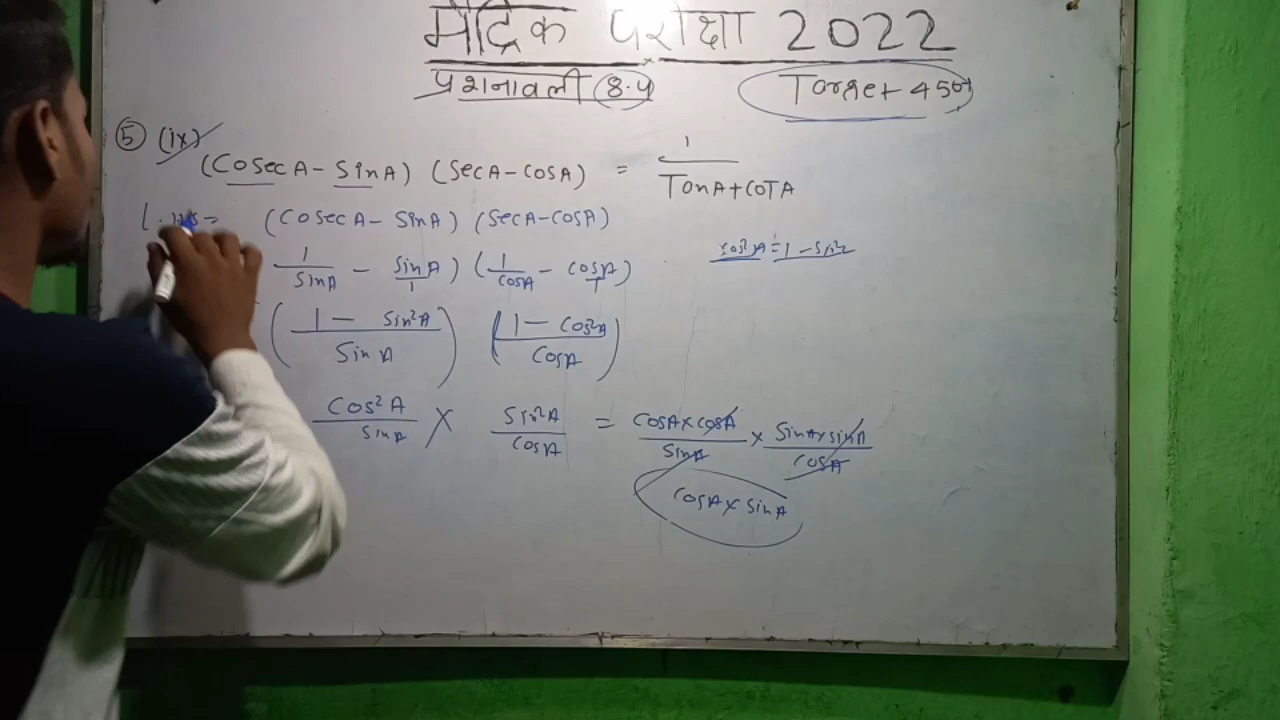 मैट्रिक परीक्षा 2022
प्रशनावली 8.4
Target 450+
⑤ (ix)
(CosecA - SinA) (SecA - cosA) = 1/TanA + COTA
= (CosecA - SinA) (SecA - CosA)
cos²A = 1 - Sin²
1/SinA - SinA/1) (1/cosA - cosA/1)
(1 - Sin²A/SinA) (1 - Cos²A/CosA)
Cos²A/SinA × Sin²A/CosA = CosA × cosA/SinA × SinA × sinA/CosA
CosA × SinA